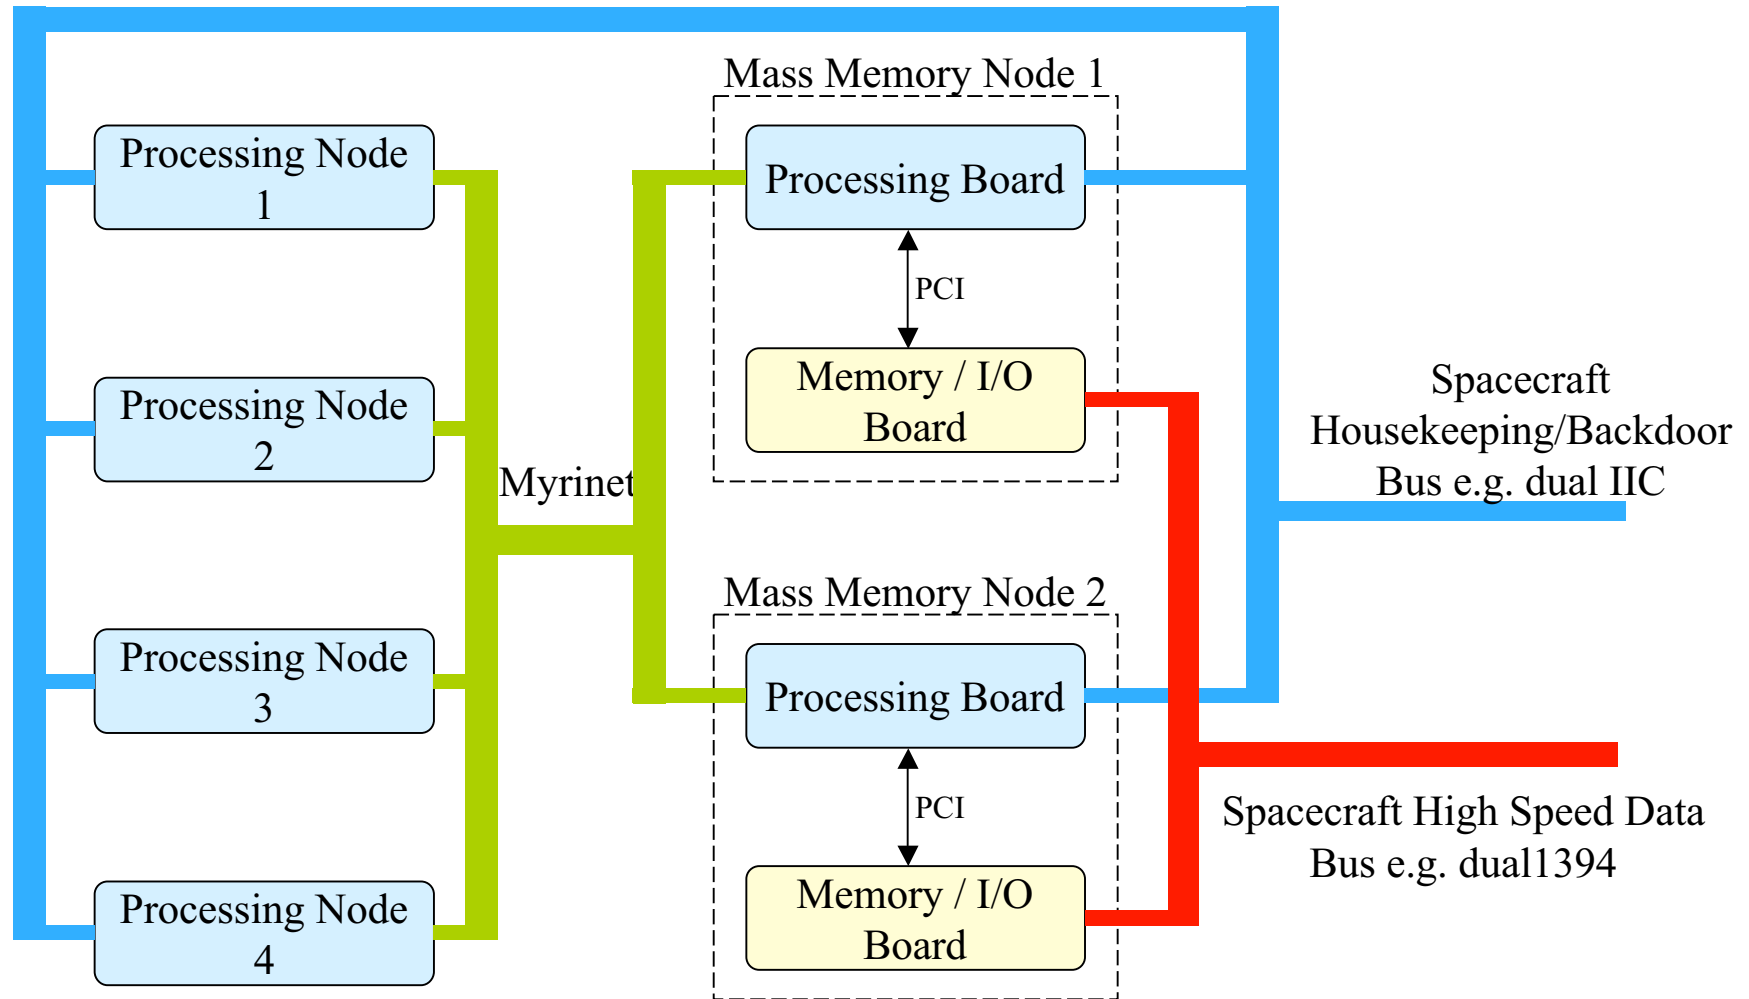 Mass Memory Node 1
Processing Node
1
Processing Board
PCI
Processing Node
2
Memory / I/O
Board
Spacecraft
Housekeeping/Backdoor
Bus e.g. dual IIC
Myrinet
Mass Memory Node 2
Processing Node
3
Processing Board
PCI
Spacecraft High Speed Data
Bus e.g. dual1394
Processing Node
4
Memory / I/O
Board